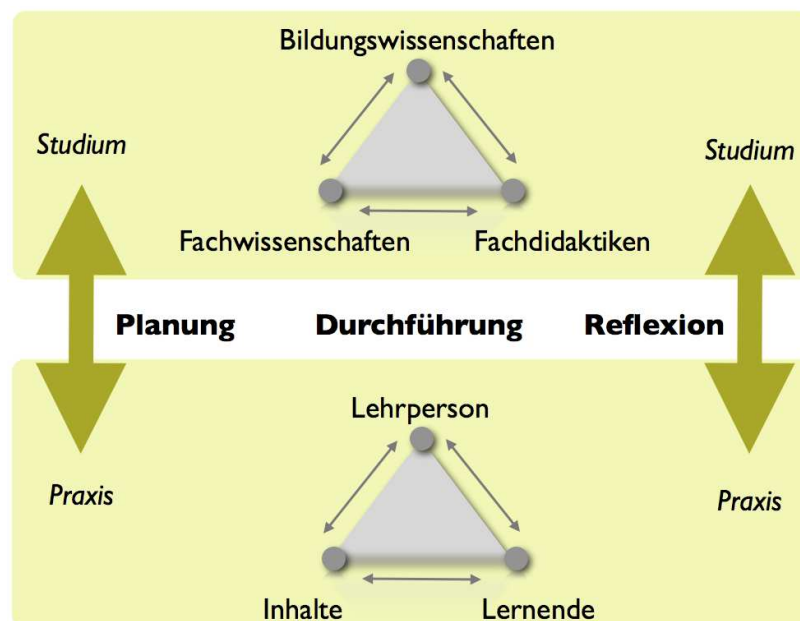 Bildungswissenschaften
Studium
Studium
Fachwissenschaften
Fachdidaktiken
Planung
Durchführung
Reflexion
Lehrperson
Praxis
Praxis
Inhalte
Lernende